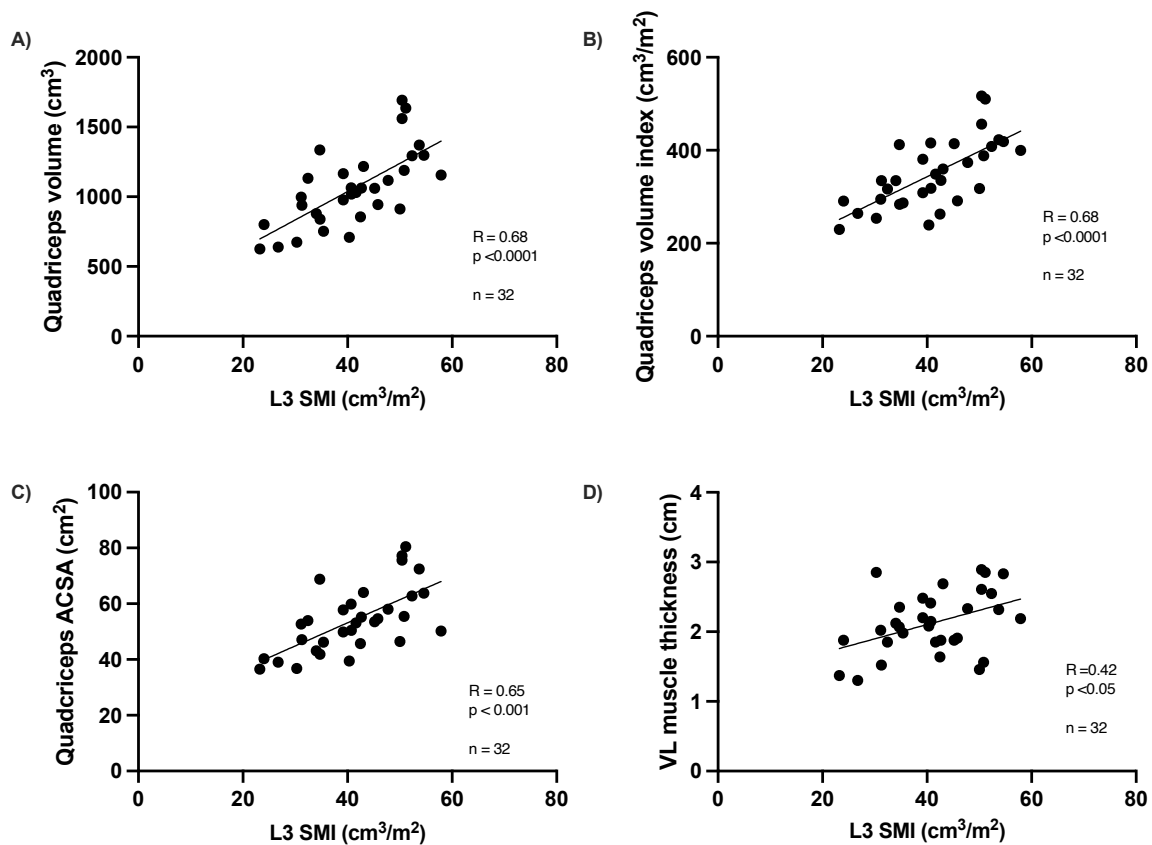 A)
Quadriceps volume (cm³)
2000
1500
1000
500
0
0 20 40 60 80
L3 SMI (cm³/m²)
R = 0.68
p <0.0001
n = 32
B)
Quadriceps volume index (cm³/m²)
600
400
200
0
0 20 40 60 80
L3 SMI (cm³/m²)
R = 0.68
p <0.0001
n = 32
C)
Quadcriceps ACSA (cm²)
100
80
60
40
20
0
0 20 40 60 80
L3 SMI (cm³/m²)
R = 0.65
p < 0.001
n = 32
D)
VL muscle thickness (cm)
4
3
2
1
0
0 20 40 60 80
L3 SMI (cm³/m²)
R =0.42
p <0.05
n = 32